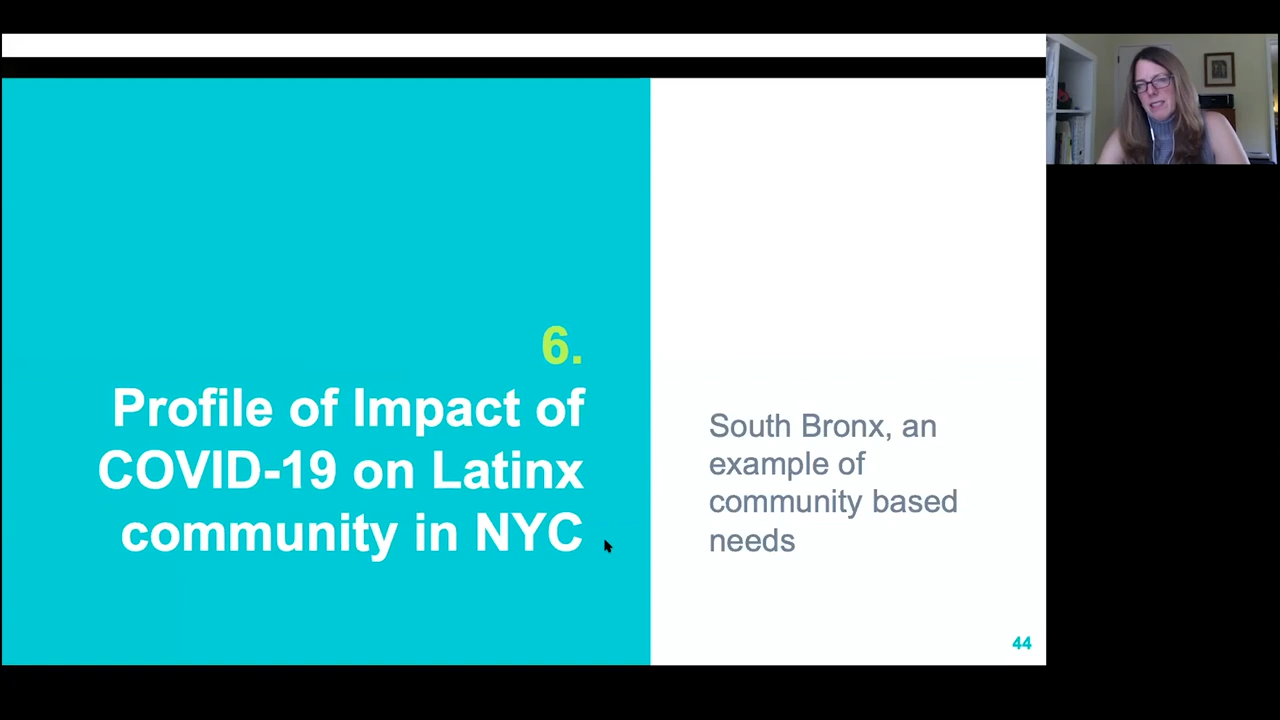 6.
Profile of Impact of
COVID-19 on Latinx
community in NYC
South Bronx, an
example of
community based
needs
44